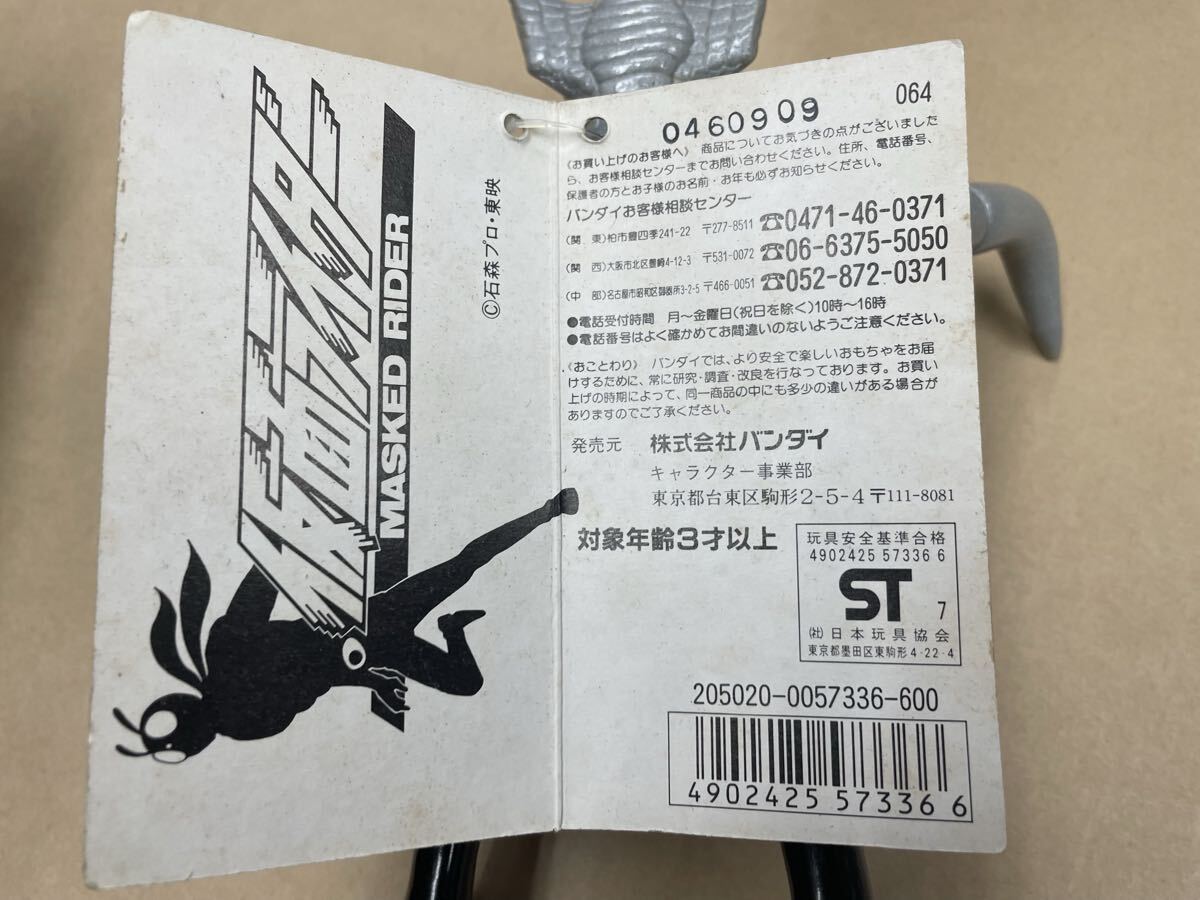 仮面ライダー
MASKED RIDER
©石森プロ・東映
0460909
064
《お買い上げのお客様へ》 商品についてお気づきの点がございました
ら、お客様相談センターまでお問い合わせください。住所、電話番号、
保護者の方とお子様のお名前・お年も必ずお知らせください。
バンダイお客様相談センター
(関 東)柏市豊四季241-22 〒277-8511 ☎0471-46-0371
(関 西)大阪市北区豊崎4-12-3 〒531-0072 ☎06-6375-5050
(中 部)名古屋市昭和区御器所3-2-5 〒466-0051 ☎052-872-0371
●電話受付時間 月～金曜日(祝日を除く)10時～16時
●電話番号はよく確かめてお間違いのないようご注意ください。
《おことわり》 バンダイでは、より安全で楽しいおもちゃをお届
けするために、常に研究・調査・改良を行なっております。お買い
上げの時期によって、同一商品の中にも多少の違いがある場合が
ありますのでご了承ください。
発売元 株式会社バンダイ
キャラクター事業部
東京都台東区駒形2-5-4〒111-8081
対象年齢3才以上
玩具安全基準合格
4902425 57336 6
ST 7
(社)日本玩具協会
東京都墨田区東駒形4-22-4
205020-0057336-600
4902425 573366